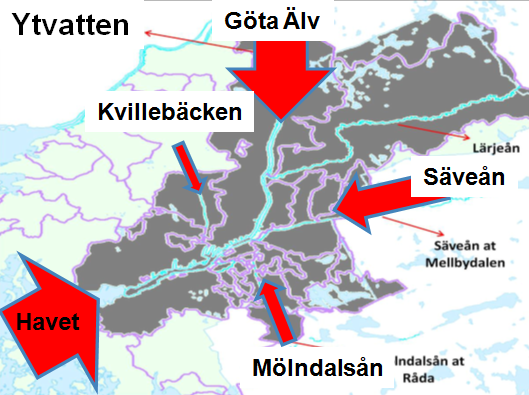 Ytvatten
Göta Älv
Kvillebäcken
Lärjeån
Säveån
Säveån at
Mellbydalen
Havet
Mölndalsån
Indalsån at
Råda